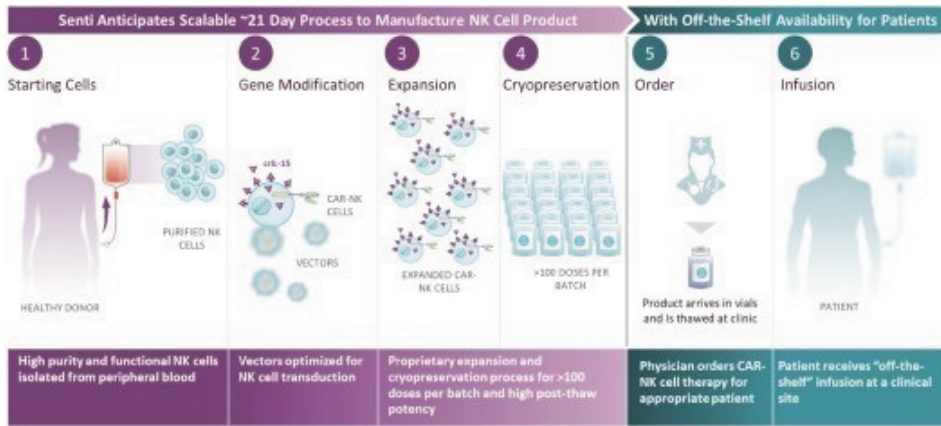 Senti Anticipates Scalable ~21 Day Process to Manufacture NK Cell Product
With Off-the-Shelf Availability for Patients
1
Starting Cells
2
Gene Modification
3
Expansion
4
Cryopreservation
5
Order
6
Infusion
PURIFIED NK
CELLS
HEALTHY DONOR
crIL-15
CAR-NK
CELLS
VECTORS
EXPANDED CAR-
NK CELLS
>100 DOSES PER
BATCH
Product arrives in vials
and is thawed at clinic
PATIENT
High purity and functional NK cells
isolated from peripheral blood
Vectors optimized for
NK cell transduction
Proprietary expansion and
cryopreservation process for >100
doses per batch and high post-thaw
potency
Physician orders CAR-
NK cell therapy for
appropriate patient
Patient receives "off-the-
shelf" infusion at a clinical
site